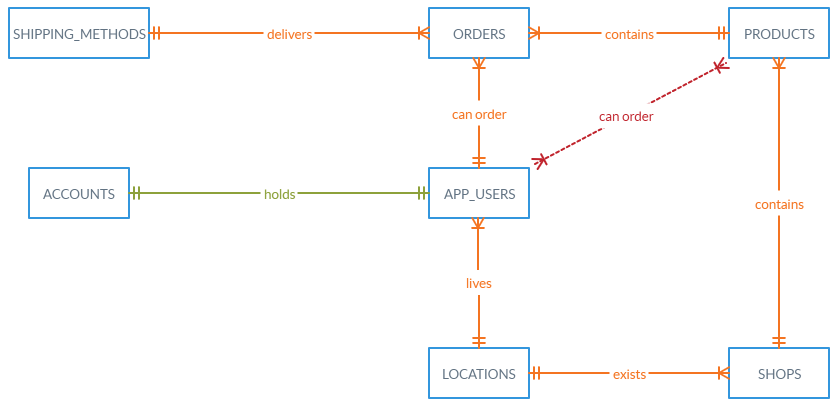 SHIPPING_METHODS
delivers
ORDERS
contains
PRODUCTS
can order
can order
ACCOUNTS
holds
APP_USERS
contains
lives
LOCATIONS
exists
SHOPS